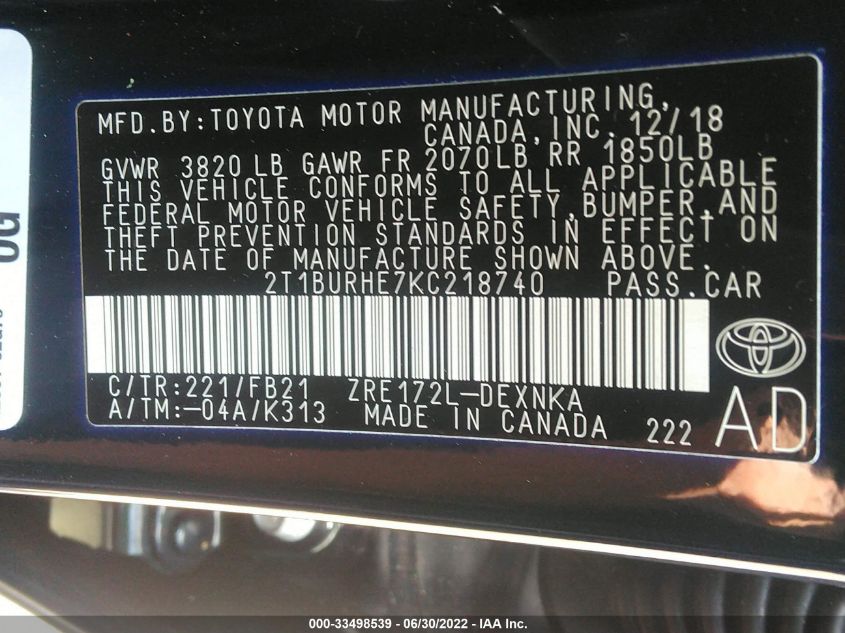 MFD.BY:TOYOTA MOTOR MANUFACTURING,
CANADA,INC. 12/18
GVWR 3820 LB GAWR FR 2070LB RR 1850LB
THIS VEHICLE CONFORMS TO ALL APPLICABLE
FEDERAL MOTOR VEHICLE SAFETY,BUMPER,AND
THEFT PREVENTION STANDARDS IN EFFECT ON
THE DATE OF MANUFACTURE SHOWN ABOVE.
2T1BURHE7KC218740 PASS.CAR
C/TR:221/FB21 ZRE172L-DEXNKA
A/TM:-04A/K313 MADE IN CANADA 222 AD
000-33498539 / 06/30/2022 - IAA Inc.